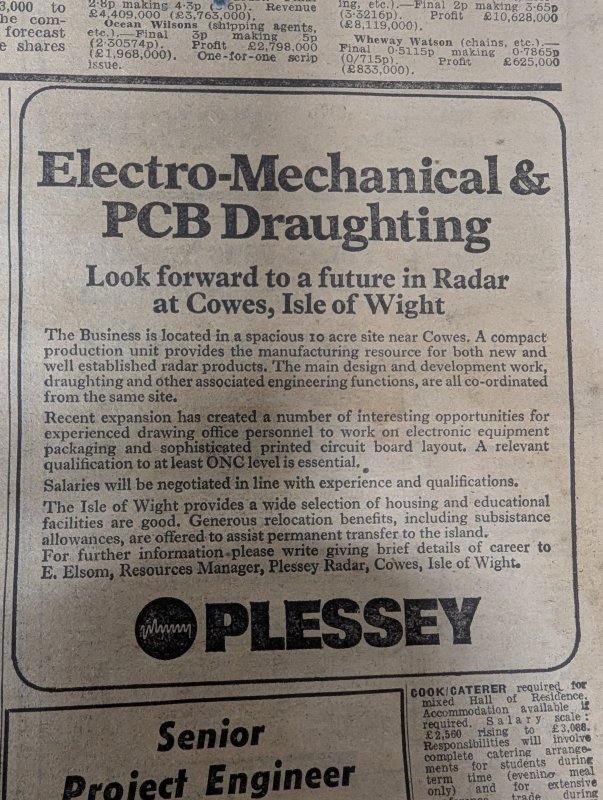 3,000 to
he com-
forecast
e shares
2·8p making 4·3p Revenue
£4,409,000 (£3,763,000).
Ocean Wilsons (shipping agents,
etc.).—Final 3p making 5p
(2·30574p). Profit £2,798,000
(£1,968,000). One-for-one scrip
issue.
ing, etc.).—Final 2p making 3·65p
(3·3216p). Profit £10,628,000
(£8,119,000).
Wheway Watson (chains, etc.).—
Final 0·5115p making 0·7865p
(0/715p). Profit £625,000
(£833,000).
Electro-Mechanical &
PCB Draughting
Look forward to a future in Radar
at Cowes, Isle of Wight
The Business is located in a spacious 10 acre site near Cowes. A compact
production unit provides the manufacturing resource for both new and
well established radar products. The main design and development work,
draughting and other associated engineering functions, are all co-ordinated
from the same site.
Recent expansion has created a number of interesting opportunities for
experienced drawing office personnel to work on electronic equipment
packaging and sophisticated printed circuit board layout. A relevant
qualification to at least ONC level is essential.
Salaries will be negotiated in line with experience and qualifications.
The Isle of Wight provides a wide selection of housing and educational
facilities are good. Generous relocation benefits, including subsistance
allowances, are offered to assist permanent transfer to the island.
For further information please write giving brief details of career to
E. Elsom, Resources Manager, Plessey Radar, Cowes, Isle of Wight.
PLESSEY
Senior
Project Engineer
COOK/CATERER required for
mixed Hall of Residence.
Accommodation available if
required. Salary scale:
£2,560 rising to £3,088.
Responsibilities will involve
complete catering arrange-
ments for students during
term time (evening meal
only) and for extensive
trade during